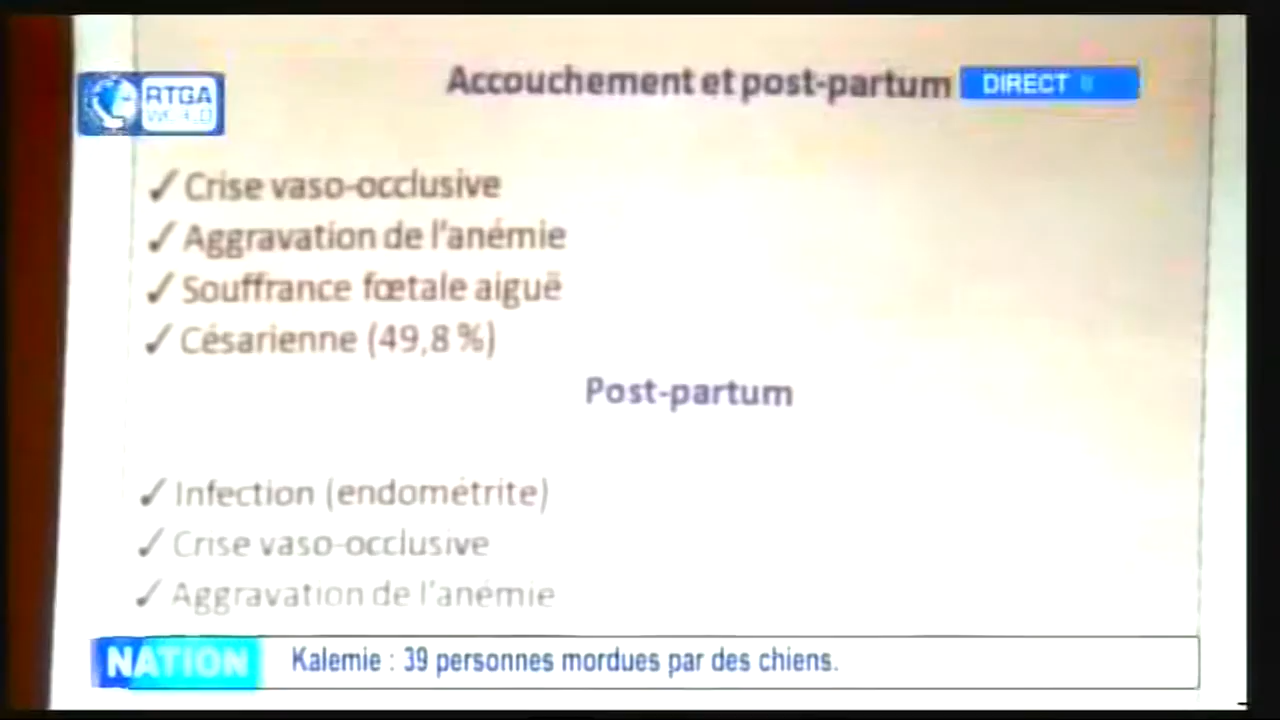 Accouchement et post-partum
DIRECT
RTGA
WORLD
✓ Crise vaso-occlusive
✓ Aggravation de l'anémie
✓ Souffrance fœtale aiguë
✓ Césarienne (49,8 %)
Post-partum
✓ Infection (endométrite)
✓ Crise vaso-occlusive
✓ Aggravation de l'anémie
NATION
Kalemie : 39 personnes mordues par des chiens.